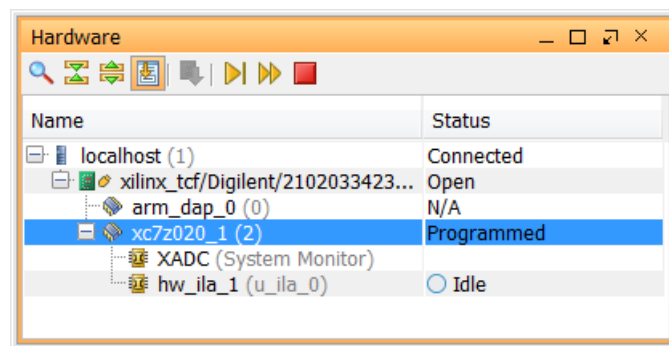 Hardware
Name Status
localhost (1) Connected
xilinx_tcf/Digilent/2102033423... Open
arm_dap_0 (0) N/A
xc7z020_1 (2) Programmed
XADC (System Monitor)
hw_ila_1 (u_ila_0) Idle